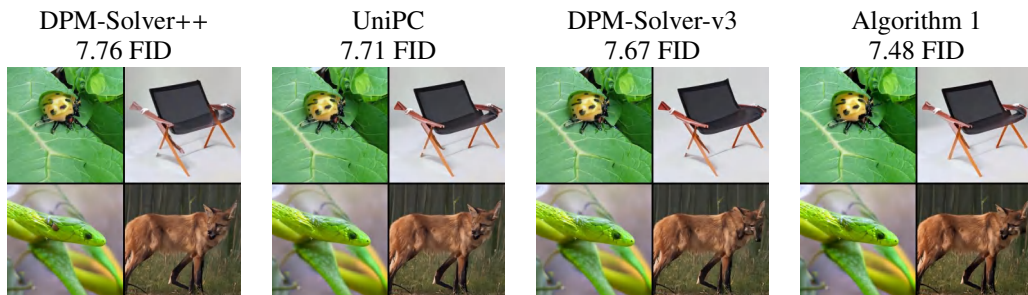 DPM-Solver++
7.76 FID
UniPC
7.71 FID
DPM-Solver-v3
7.67 FID
Algorithm 1
7.48 FID